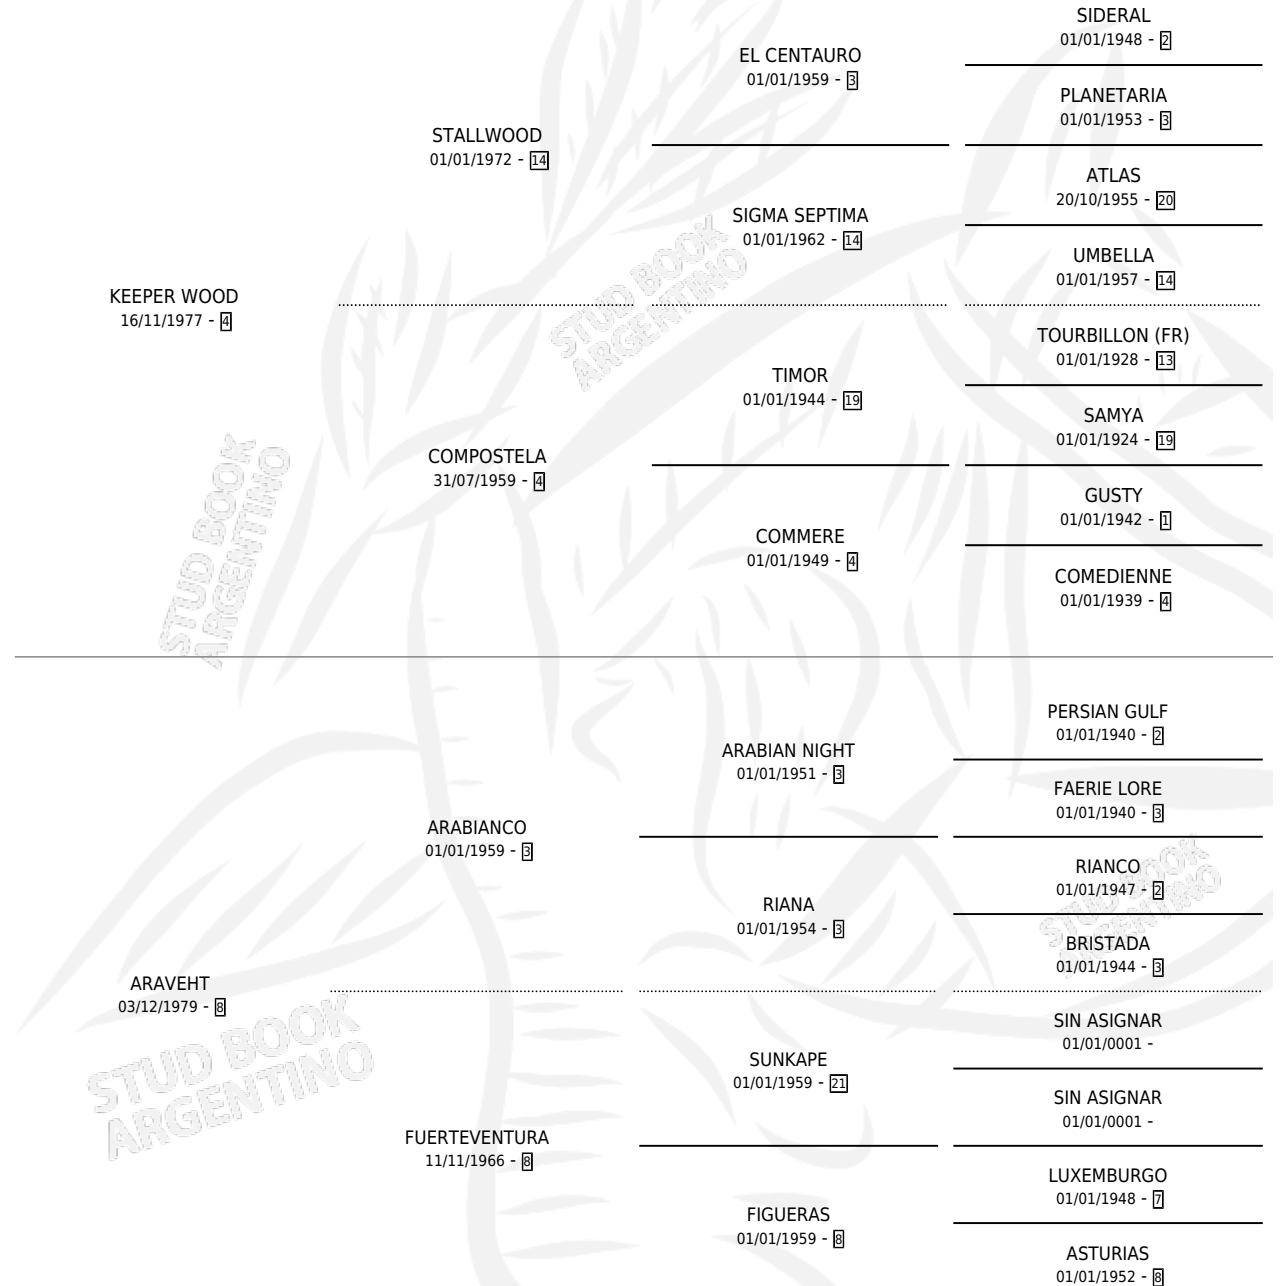 SIDERAL
01/01/1948 - 2
EL CENTAURO
01/01/1959 - 3
PLANETARIA
01/01/1953 - 3
STALLWOOD
01/01/1972 - 14
ATLAS
20/10/1955 - 20
SIGMA SEPTIMA
01/01/1962 - 14
UMBELLA
01/01/1957 - 14
KEEPER WOOD
16/11/1977 - 4
STUD BOOK
ARGENTINO
TOURBILLON (FR)
01/01/1928 - 13
TIMOR
01/01/1944 - 19
SAMYA
01/01/1924 - 19
COMPOSTELA
31/07/1959 - 4
GUSTY
01/01/1942 - 1
COMMERE
01/01/1949 - 4
COMEDIENNE
01/01/1939 - 4
STUD BOOK
ARGENTINO
PERSIAN GULF
01/01/1940 - 2
ARABIAN NIGHT
01/01/1951 - 3
FAERIE LORE
01/01/1940 - 3
ARABIANCO
01/01/1959 - 3
RIANCO
01/01/1947 - 2
RIANA
01/01/1954 - 3
BRISTADA
01/01/1944 - 3
STUD BOOK
ARGENTINO
ARAVEHT
03/12/1979 - 8
SIN ASIGNAR
01/01/0001 -
SUNKAPE
01/01/1959 - 21
SIN ASIGNAR
01/01/0001 -
STUD BOOK
ARGENTINO
FUERTEVENTURA
11/11/1966 - 8
LUXEMBURGO
01/01/1948 - 7
FIGUERAS
01/01/1959 - 8
ASTURIAS
01/01/1952 - 8